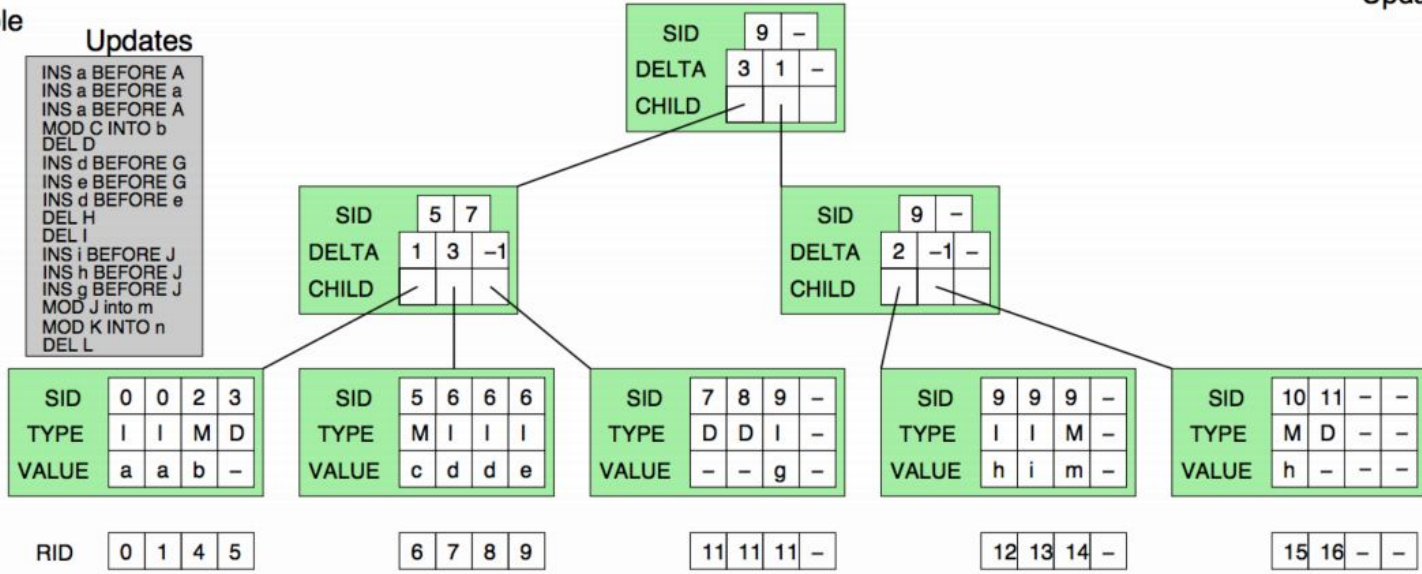 Updates
INS a BEFORE A
INS a BEFORE a
INS a BEFORE A
MOD C INTO b
DEL D
INS d BEFORE G
INS e BEFORE G
INS d BEFORE e
DEL H
DEL I
INS i BEFORE J
INS h BEFORE J
INS g BEFORE J
MOD J into m
MOD K INTO n
DEL L
SID 9 –
DELTA 3 1 –
CHILD
SID 5 7
DELTA 1 3 –1
CHILD
SID 9 –
DELTA 2 –1 –
CHILD
SID 0 0 2 3
TYPE I I M D
VALUE a a b –
SID 5 6 6 6
TYPE M I I I
VALUE c d d e
SID 7 8 9 –
TYPE D D I –
VALUE – – g –
SID 9 9 9 –
TYPE I I M –
VALUE h i m –
SID 10 11 – –
TYPE M D – –
VALUE h – – –
RID 0 1 4 5 6 7 8 9 11 11 11 – 12 13 14 – 15 16 – –